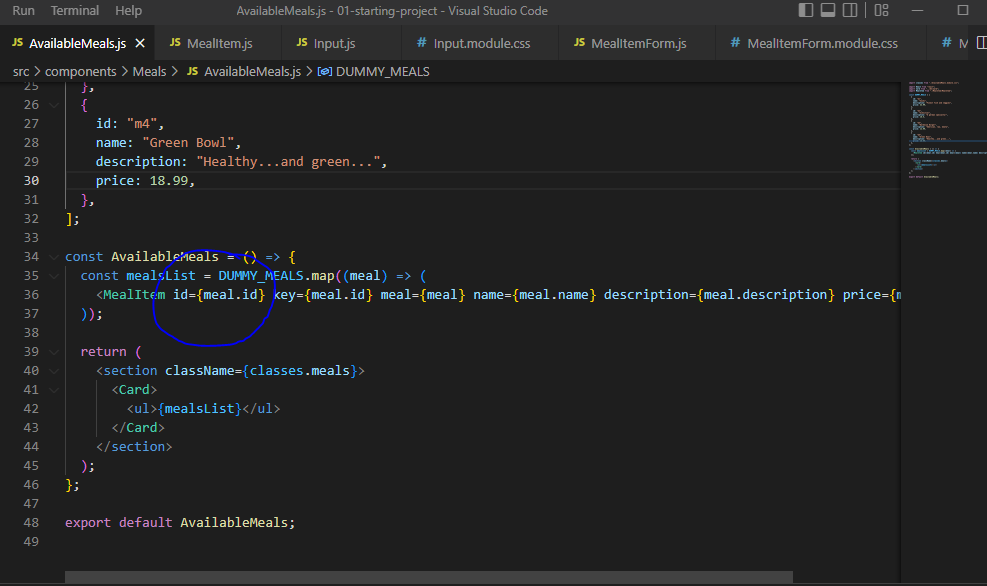 Run Terminal Help AvailableMeals.js - 01-starting-project - Visual Studio Code
JS AvailableMeals.js JS MealItem.js JS Input.js # Input.module.css JS MealItemForm.js # MealItemForm.module.css # M
src > components > Meals > JS AvailableMeals.js > DUMMY_MEALS
25 },
26 {
27 id: "m4",
28 name: "Green Bowl",
29 description: "Healthy...and green...",
30 price: 18.99,
31 },
32 ];
33
34 const AvailableMeals = () => {
35 const mealsList = DUMMY_MEALS.map((meal) => (
36 <MealItem id={meal.id} key={meal.id} meal={meal} name={meal.name} description={meal.description} price={m
37 ));
38
39 return (
40 <section className={classes.meals}>
41 <Card>
42 <ul>{mealsList}</ul>
43 </Card>
44 </section>
45 );
46 };
47
48 export default AvailableMeals;
49